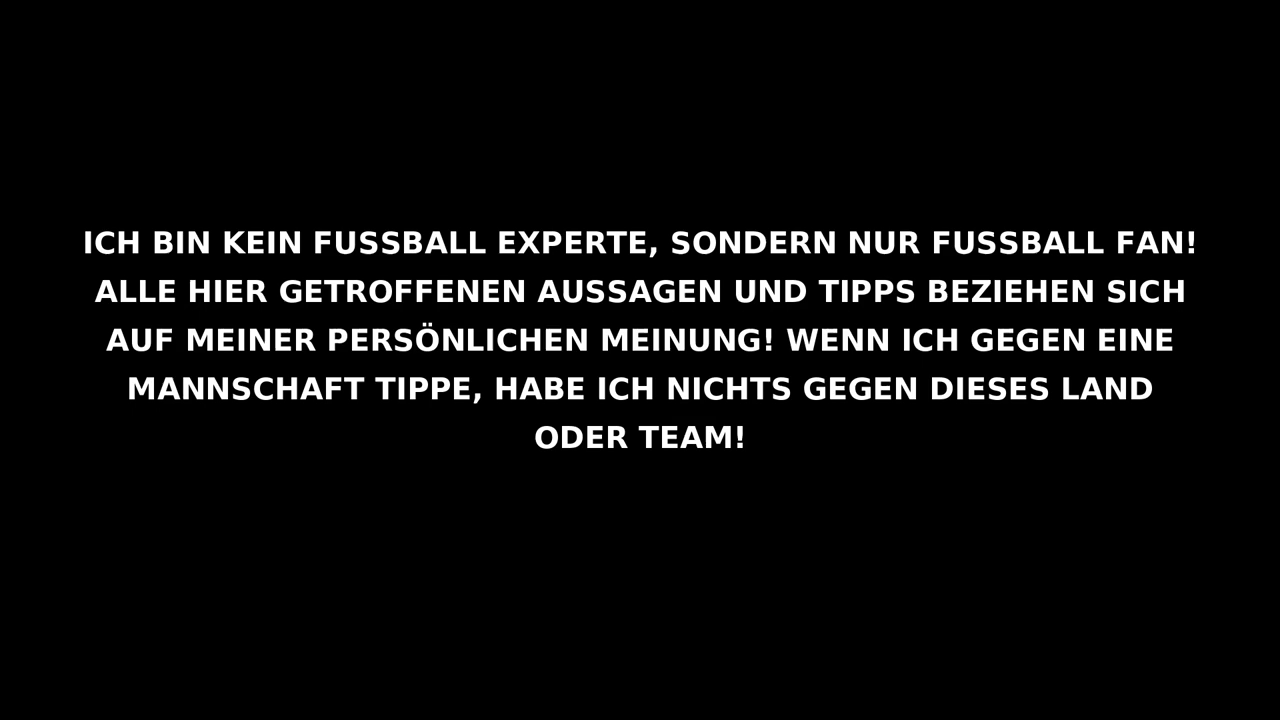 ICH BIN KEIN FUSSBALL EXPERTE, SONDERN NUR FUSSBALL FAN!
ALLE HIER GETROFFENEN AUSSAGEN UND TIPPS BEZIEHEN SICH
AUF MEINER PERSÖNLICHEN MEINUNG! WENN ICH GEGEN EINE
MANNSCHAFT TIPPE, HABE ICH NICHTS GEGEN DIESES LAND
ODER TEAM!